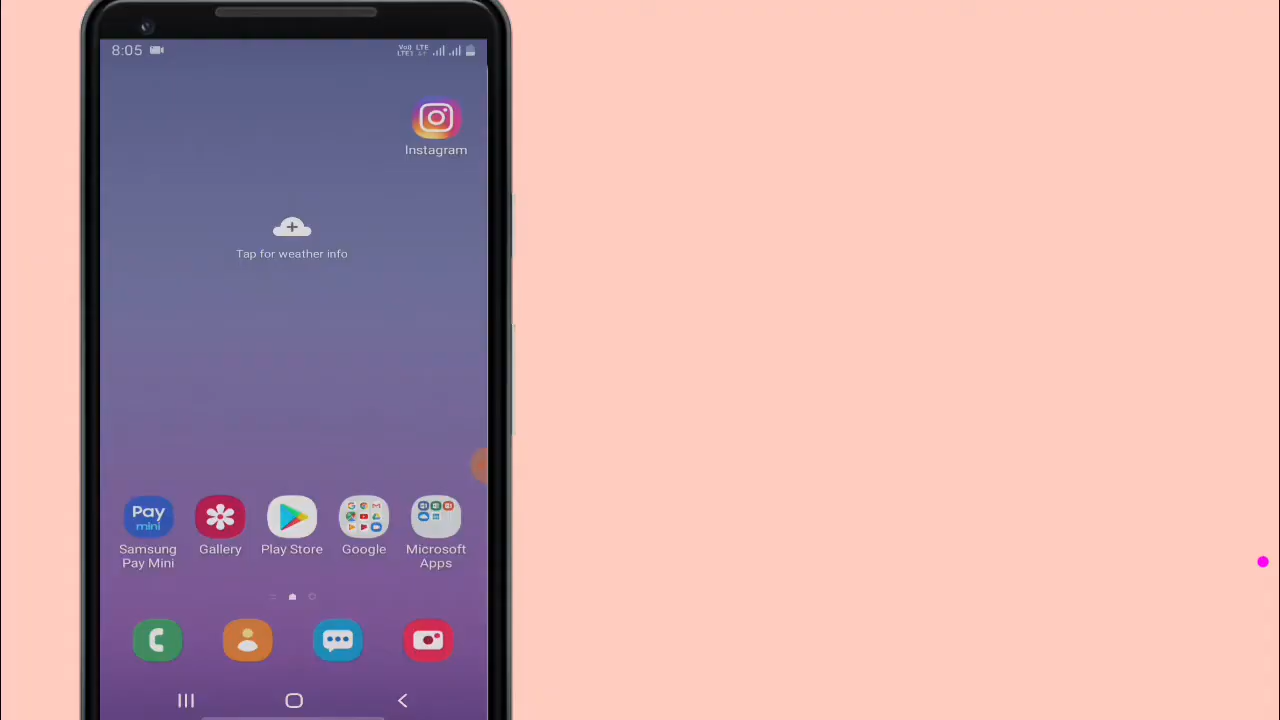 8:05
Instagram
Tap for weather info
Pay
mini
Samsung
Pay Mini
Gallery
Play Store
Google
Microsoft
Apps